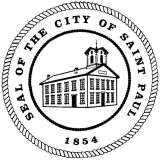 SEAL OF THE CITY OF SAINT PAUL
1854